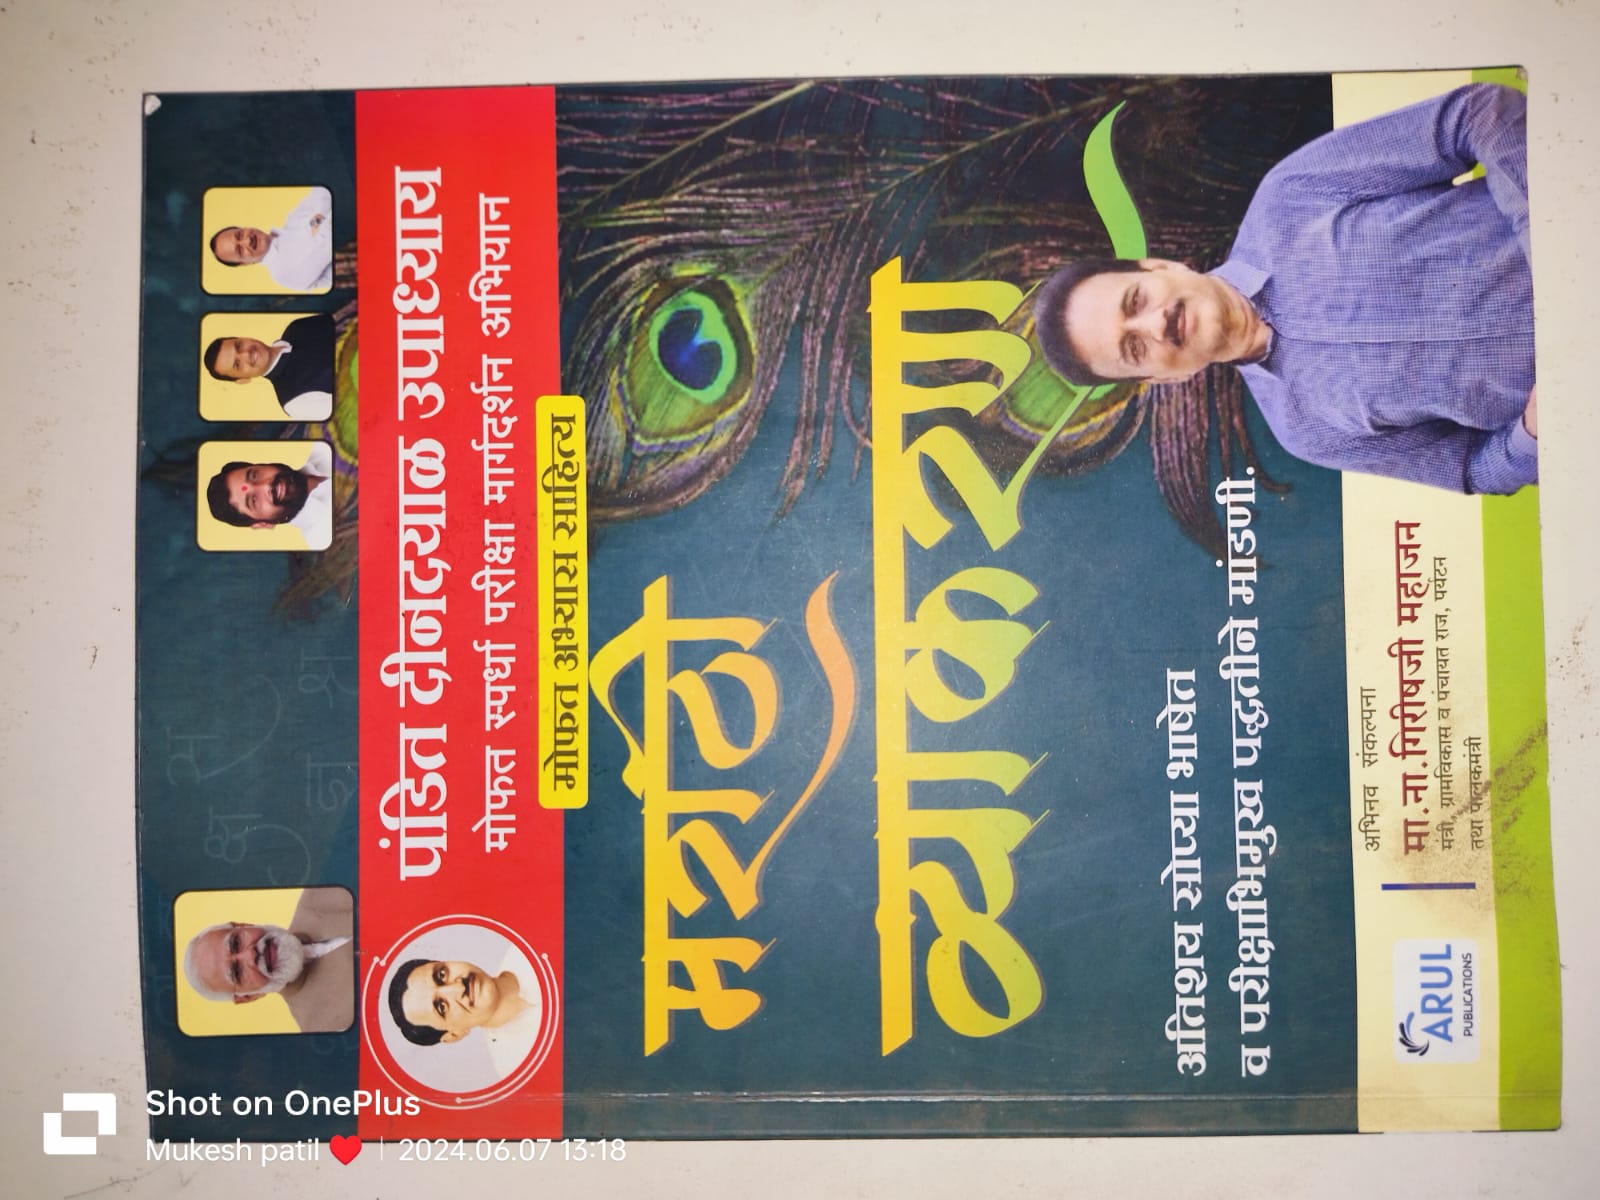 Shot on OnePlus
Mukesh patil ❤️ | 2024.06.07 13:18
पंडित दीनदयाळ उपाध्याय
मोफत स्पर्धा परीक्षा मार्गदर्शन अभियान
मोफत अभ्यास साहित्य
मराठी
व्याकरण
अतिशय सोप्या भाषेत
व परीक्षाभिमुख पद्धतीने मांडणी.
अभिनव संकल्पना
मा.ना.गिरीषजी महाजन
मंत्री, ग्रामविकास व पंचायत राज, पर्यटन
तथा पालकमंत्री
ARUL
PUBLICATIONS